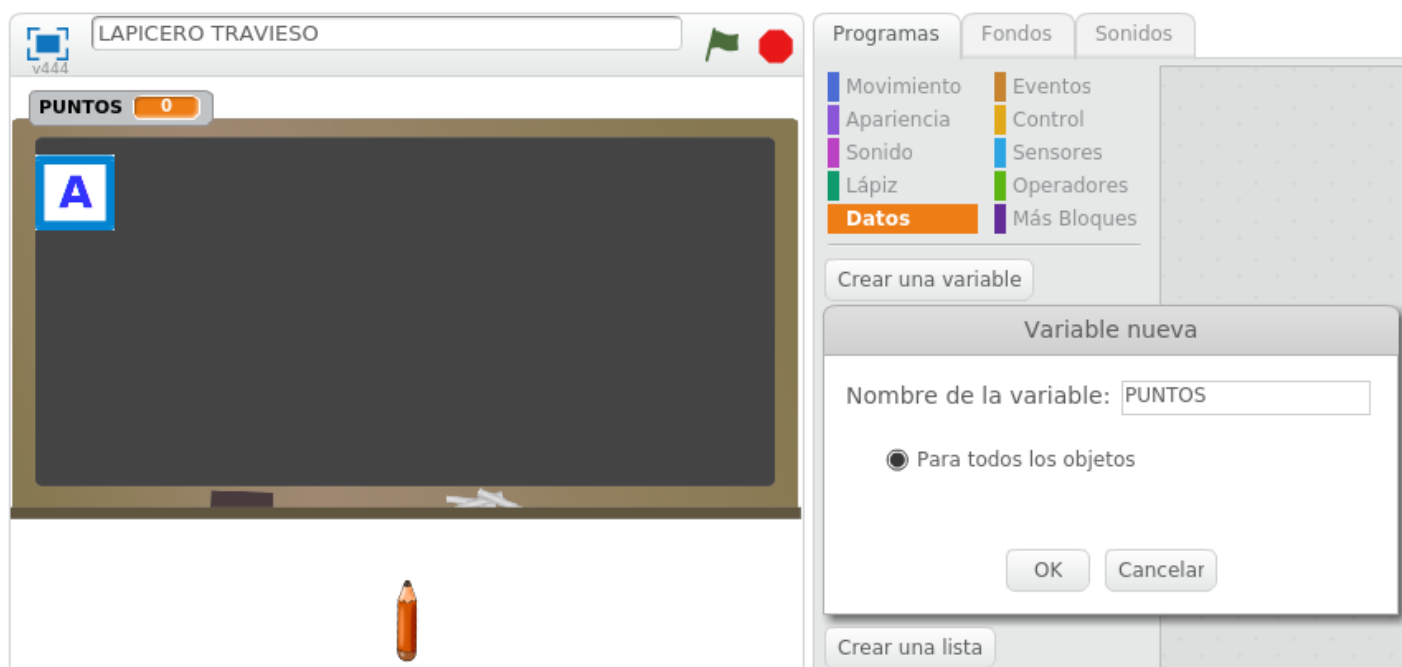 LAPICERO TRAVIESO
v444
PUNTOS 0
A
Programas Fondos Sonidos
Movimiento Eventos
Apariencia Control
Sonido Sensores
Lápiz Operadores
Datos Más Bloques
Crear una variable
Variable nueva
Nombre de la variable: PUNTOS
Para todos los objetos
OK Cancelar
Crear una lista